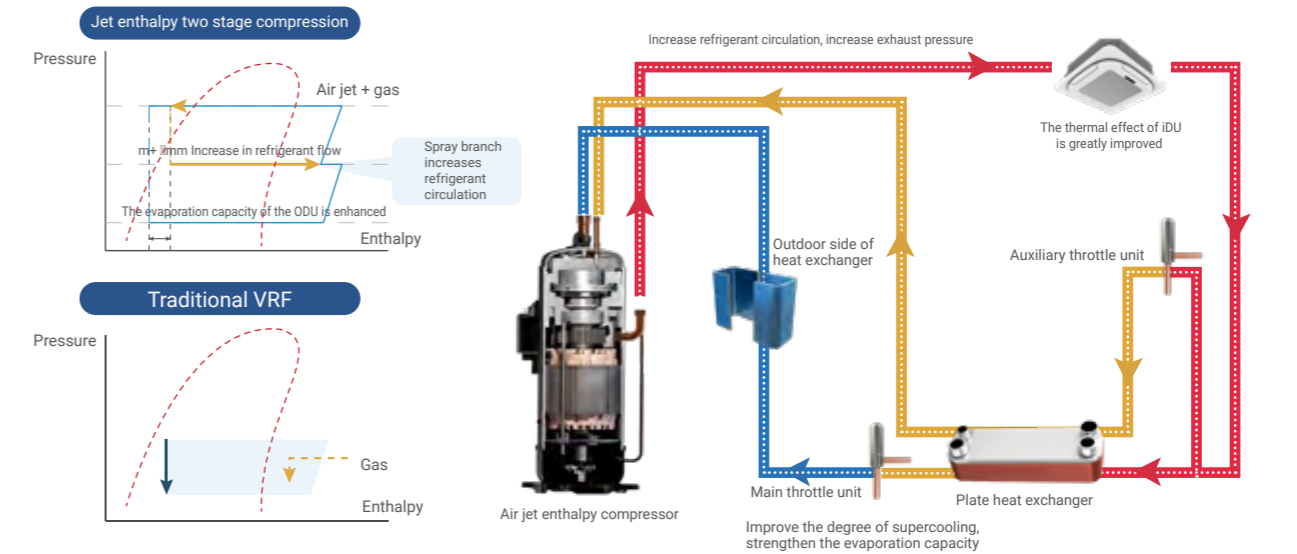 Jet enthalpy two stage compression
Pressure
Air jet + gas
m+ mm Increase in refrigerant flow
Spray branch
increases
refrigerant
circulation
The evaporation capacity of the ODU is enhanced
Enthalpy
Traditional VRF
Pressure
Gas
Enthalpy
Increase refrigerant circulation, increase exhaust pressure
The thermal effect of iDU
is greatly improved
Outdoor side of
heat exchanger
Auxiliary throttle unit
Main throttle unit
Plate heat exchanger
Air jet enthalpy compressor
Improve the degree of supercooling,
strengthen the evaporation capacity